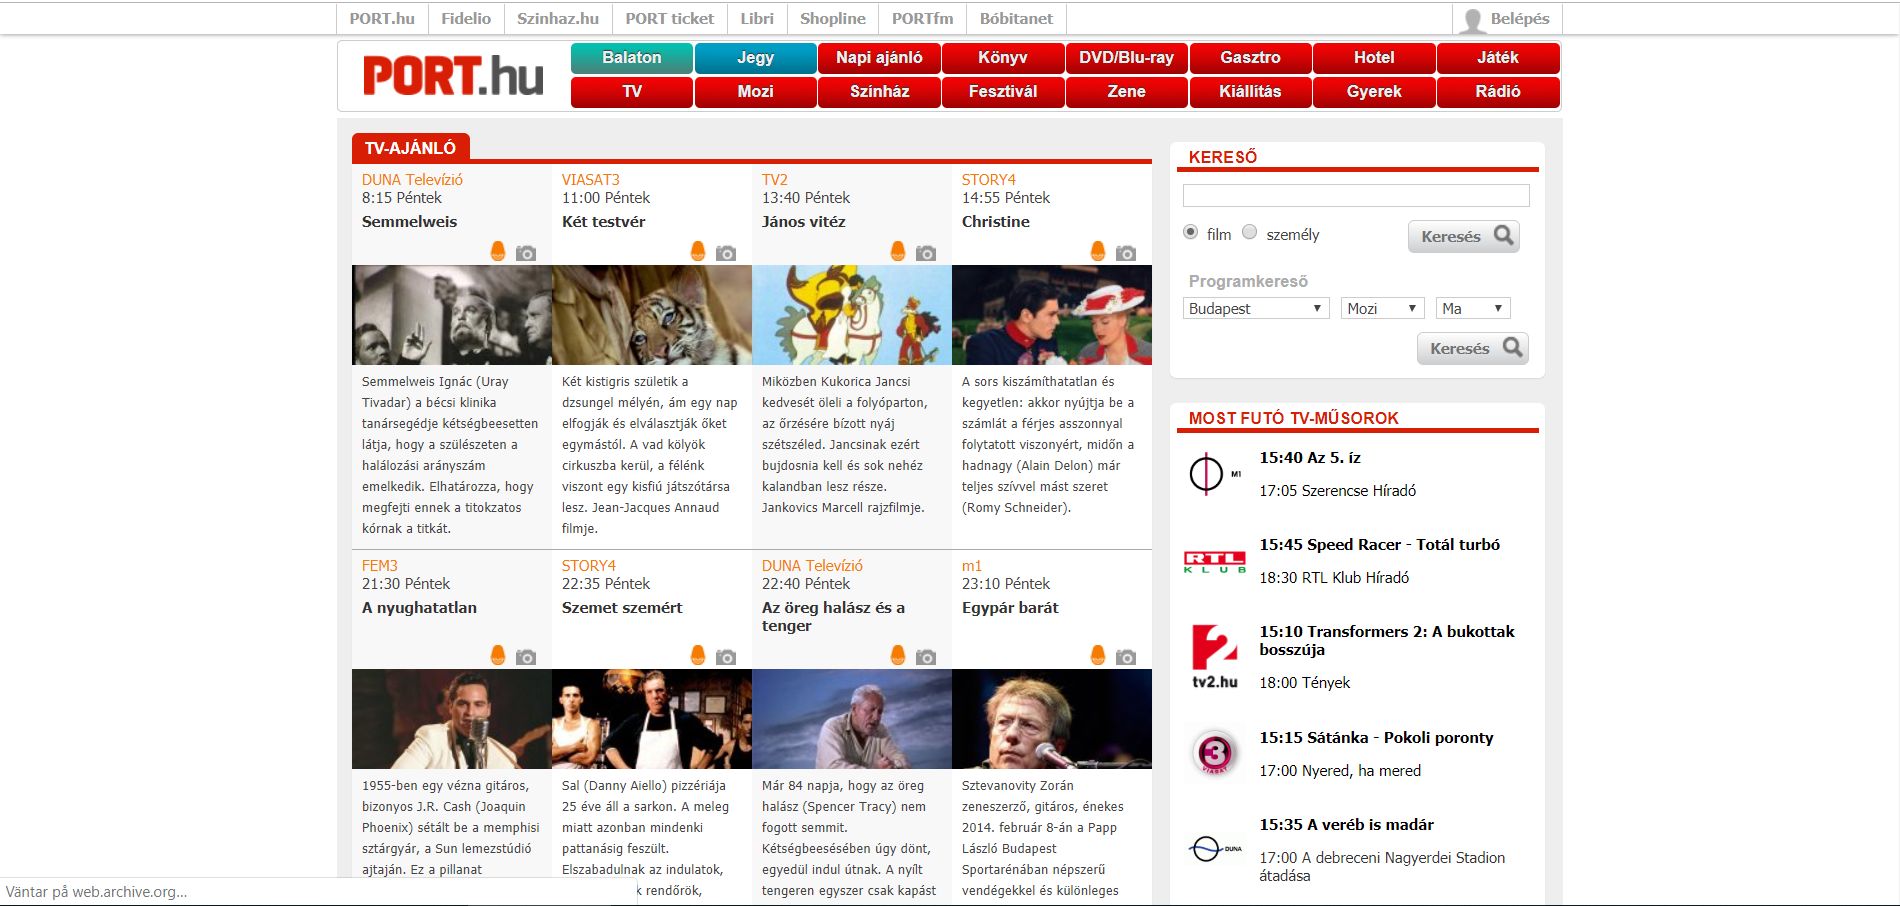 PORT.hu
Fidelio
Szinhaz.hu
PORT ticket
Libri
Shopline
PORTfm
Bóbitanet
Belépés
PORT.hu
Balaton
Jegy
Napi ajánló
Könyv
DVD/Blu-ray
Gasztro
Hotel
Játék
TV
Mozi
Színház
Fesztivál
Zene
Kiállítás
Gyerek
Rádió
TV-AJÁNLÓ
DUNA Televízió
8:15 Péntek
Semmelweis
Semmelweis Ignác (Uray
Tivadar) a bécsi klinika
tanársegédje kétségbeesetten
látja, hogy a szülészeten a
halálozási arányszám
emelkedik. Elhatározza, hogy
megfejti ennek a titokzatos
kórnak a titkát.
VIASAT3
11:00 Péntek
Két testvér
Két kistigris születik a
dzsungel mélyén, ám egy nap
elfogják és elválasztják őket
egymástól. A vad kölyök
cirkuszba kerül, a félénk
viszont egy kisfiú játszótársa
lesz. Jean-Jacques Annaud
filmje.
TV2
13:40 Péntek
János vitéz
Miközben Kukorica Jancsi
kedvesét öleli a folyóparton,
az őrzésére bízott nyáj
szétszéled. Jancsinak ezért
bujdosnia kell és sok nehéz
kalandban lesz része.
Jankovics Marcell rajzfilmje.
STORY4
14:55 Péntek
Christine
A sors kiszámíthatatlan és
kegyetlen: akkor nyújtja be a
számlát a férjes asszonnyal
folytatott viszonyért, midőn a
hadnagy (Alain Delon) már
teljes szívvel mást szeret
(Romy Schneider).
FEM3
21:30 Péntek
A nyughatatlan
1955-ben egy vézna gitáros,
bizonyos J.R. Cash (Joaquin
Phoenix) sétált be a memphisi
sztárgyár, a Sun lemezstúdió
ajtaján. Ez a pillanat
STORY4
22:35 Péntek
Szemet szemért
Sal (Danny Aiello) pizzériája
25 éve áll a sarkon. A meleg
miatt azonban mindenki
pattanásig feszült.
Elszabadulnak az indulatok,
k rendőrök,
DUNA Televízió
22:40 Péntek
Az öreg halász és a
tenger
Már 84 napja, hogy az öreg
halász (Spencer Tracy) nem
fogott semmit.
Kétségbeesésében úgy dönt,
egyedül indul útnak. A nyílt
tengeren egyszer csak kapást
m1
23:10 Péntek
Egypár barát
Sztevanovity Zorán
zeneszerző, gitáros, énekes
2014. február 8-án a Papp
László Budapest
Sportarénában népszerű
vendégekkel és különleges
KERESŐ
film
személy
Keresés
Programkereső
Budapest
Mozi
Ma
Keresés
MOST FUTÓ TV-MŰSOROK
M1
15:40 Az 5. íz
17:05 Szerencse Híradó
RTL
KLUB
15:45 Speed Racer - Totál turbó
18:30 RTL Klub Híradó
2
tv2.hu
15:10 Transformers 2: A bukottak
bosszúja
18:00 Tények
3
VIASAT
15:15 Sátánka - Pokoli poronty
17:00 Nyered, ha mered
DUNA
15:35 A veréb is madár
17:00 A debreceni Nagyerdei Stadion
átadása
Väntar på web.archive.org...